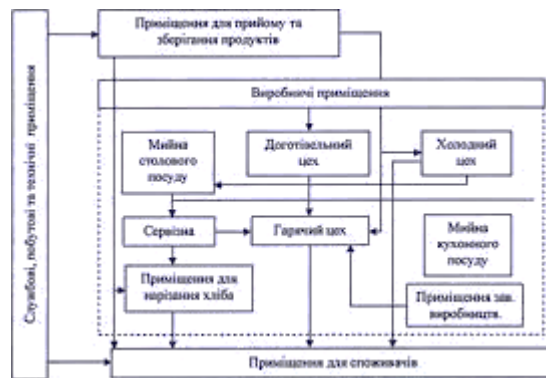 Службові, побутові та технічні приміщення
Приміщення для прийому та
зберігання продуктів
Виробничі приміщення
Мийна
столового
посуду
Доготівельний
цех
Холодний
цех
Сервізна
Гарячий цех
Мийна
кухонного
посуду
Приміщення для
нарізання хліба
Приміщення зав.
виробництв.
Приміщення для споживачів